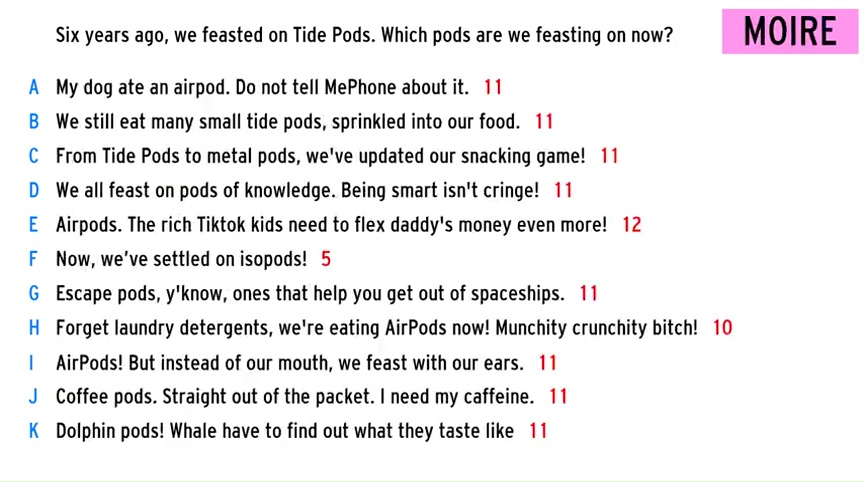 Six years ago, we feasted on Tide Pods. Which pods are we feasting on now?
MOIRE
A My dog ate an airpod. Do not tell MePhone about it. 11
B We still eat many small tide pods, sprinkled into our food. 11
C From Tide Pods to metal pods, we've updated our snacking game! 11
D We all feast on pods of knowledge. Being smart isn't cringe! 11
E Airpods. The rich Tiktok kids need to flex daddy's money even more! 12
F Now, we’ve settled on isopods! 5
G Escape pods, y'know, ones that help you get out of spaceships. 11
H Forget laundry detergents, we're eating AirPods now! Munchity crunchity bitch! 10
I AirPods! But instead of our mouth, we feast with our ears. 11
J Coffee pods. Straight out of the packet. I need my caffeine. 11
K Dolphin pods! Whale have to find out what they taste like 11